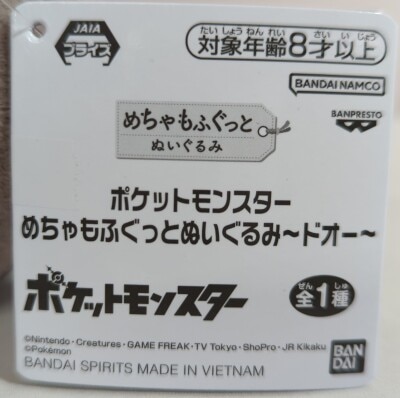 JAIA
プライズ
たいしょうねんれい さい いじょう
対象年齢8才以上
BANDAI NAMCO
BANPRESTO
めちゃもふぐっと
ぬいぐるみ
ポケットモンスター
めちゃもふぐっとぬいぐるみ~ドオー~
ポケットモンスター
ぜん しゅ
全1種
©Nintendo・Creatures・GAME FREAK・TV Tokyo・ShoPro・JR Kikaku
©Pokémon
BANDAI SPIRITS MADE IN VIETNAM
BAN
DAI